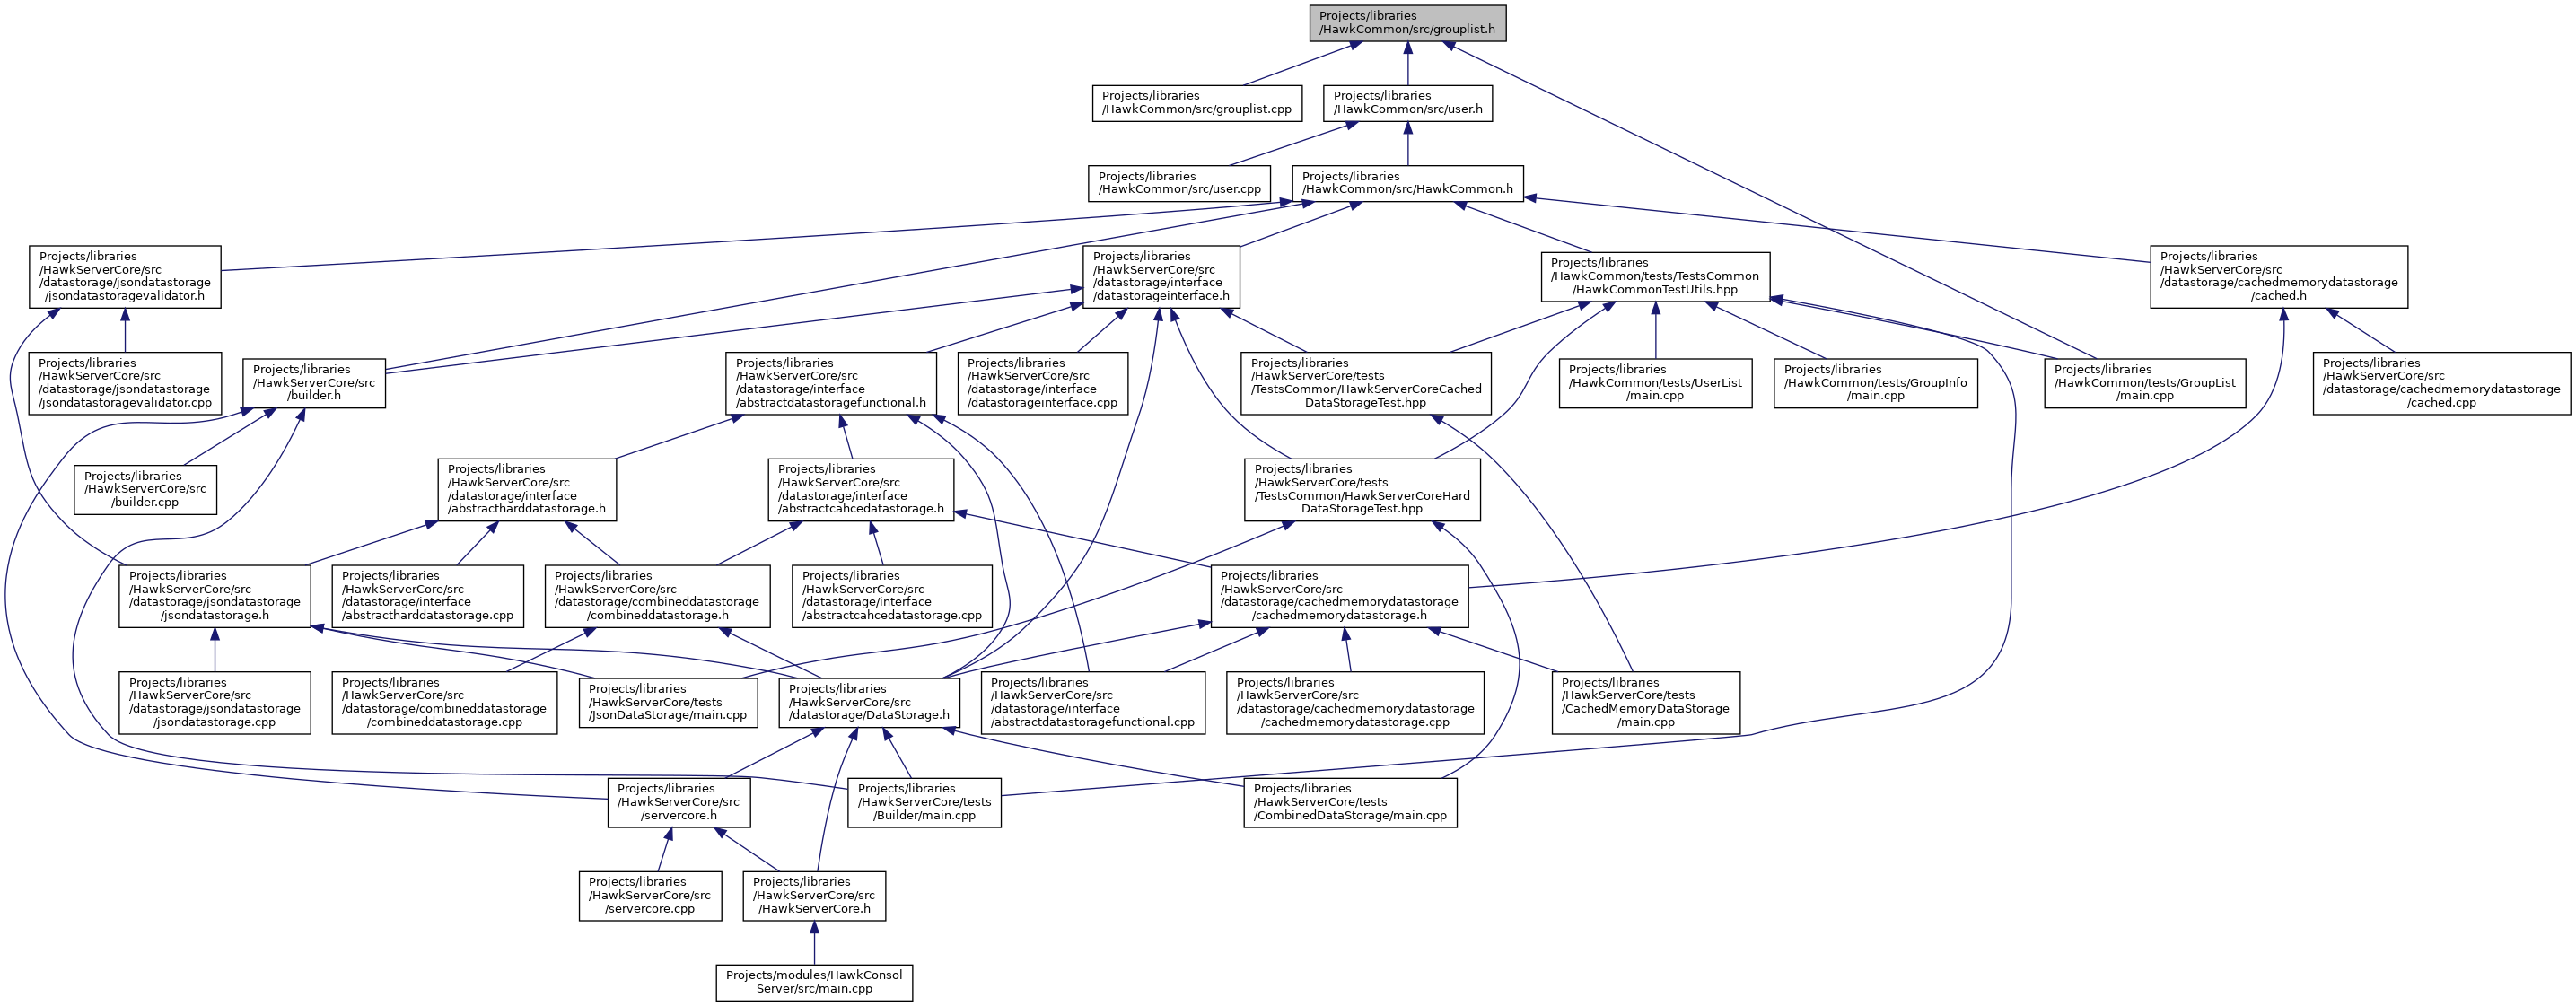 Projects/libraries
/HawkCommon/src/grouplist.h
Projects/libraries
/HawkCommon/src/grouplist.cpp
Projects/libraries
/HawkCommon/src/user.h
Projects/libraries
/HawkCommon/src/user.cpp
Projects/libraries
/HawkCommon/src/HawkCommon.h
Projects/libraries
/HawkServerCore/src
/datastorage/jsondatastorage
/jsondatastoragevalidator.h
Projects/libraries
/HawkServerCore/src
/datastorage/interface
/datastorageinterface.h
Projects/libraries
/HawkCommon/tests/TestsCommon
/HawkCommonTestUtils.hpp
Projects/libraries
/HawkServerCore/src
/datastorage/cachedmemorydatastorage
/cached.h
Projects/libraries
/HawkServerCore/src
/datastorage/jsondatastorage
/jsondatastoragevalidator.cpp
Projects/libraries
/HawkServerCore/src
/builder.h
Projects/libraries
/HawkServerCore/src
/datastorage/interface
/abstractdatastoragefunctional.h
Projects/libraries
/HawkServerCore/src
/datastorage/interface
/datastorageinterface.cpp
Projects/libraries
/HawkServerCore/tests
/TestsCommon/HawkServerCoreCached
DataStorageTest.hpp
Projects/libraries
/HawkCommon/tests/UserList
/main.cpp
Projects/libraries
/HawkCommon/tests/GroupInfo
/main.cpp
Projects/libraries
/HawkCommon/tests/GroupList
/main.cpp
Projects/libraries
/HawkServerCore/src
/datastorage/cachedmemorydatastorage
/cached.cpp
Projects/libraries
/HawkServerCore/src
/builder.cpp
Projects/libraries
/HawkServerCore/src
/datastorage/interface
/abstractharddatastorage.h
Projects/libraries
/HawkServerCore/src
/datastorage/interface
/abstractcahcedatastorage.h
Projects/libraries
/HawkServerCore/tests
/TestsCommon/HawkServerCoreHard
DataStorageTest.hpp
Projects/libraries
/HawkServerCore/src
/datastorage/jsondatastorage
/jsondatastorage.h
Projects/libraries
/HawkServerCore/src
/datastorage/interface
/abstractharddatastorage.cpp
Projects/libraries
/HawkServerCore/src
/datastorage/combineddatastorage
/combineddatastorage.h
Projects/libraries
/HawkServerCore/src
/datastorage/interface
/abstractcahcedatastorage.cpp
Projects/libraries
/HawkServerCore/src
/datastorage/cachedmemorydatastorage
/cachedmemorydatastorage.h
Projects/libraries
/HawkServerCore/src
/datastorage/jsondatastorage
/jsondatastorage.cpp
Projects/libraries
/HawkServerCore/src
/datastorage/combineddatastorage
/combineddatastorage.cpp
Projects/libraries
/HawkServerCore/tests
/JsonDataStorage/main.cpp
Projects/libraries
/HawkServerCore/src
/datastorage/DataStorage.h
Projects/libraries
/HawkServerCore/src
/datastorage/interface
/abstractdatastoragefunctional.cpp
Projects/libraries
/HawkServerCore/src
/datastorage/cachedmemorydatastorage
/cachedmemorydatastorage.cpp
Projects/libraries
/HawkServerCore/tests
/CachedMemoryDataStorage
/main.cpp
Projects/libraries
/HawkServerCore/src
/servercore.h
Projects/libraries
/HawkServerCore/tests
/Builder/main.cpp
Projects/libraries
/HawkServerCore/tests
/CombinedDataStorage/main.cpp
Projects/libraries
/HawkServerCore/src
/servercore.cpp
Projects/libraries
/HawkServerCore/src
/HawkServerCore.h
Projects/modules/HawkConsol
Server/src/main.cpp